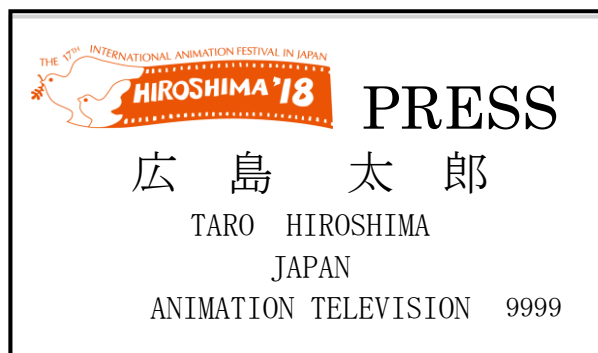 THE 17TH INTERNATIONAL ANIMATION FESTIVAL IN JAPAN
HIROSHIMA '18
PRESS
広 島 太 郎
TARO HIROSHIMA
JAPAN
ANIMATION TELEVISION 9999